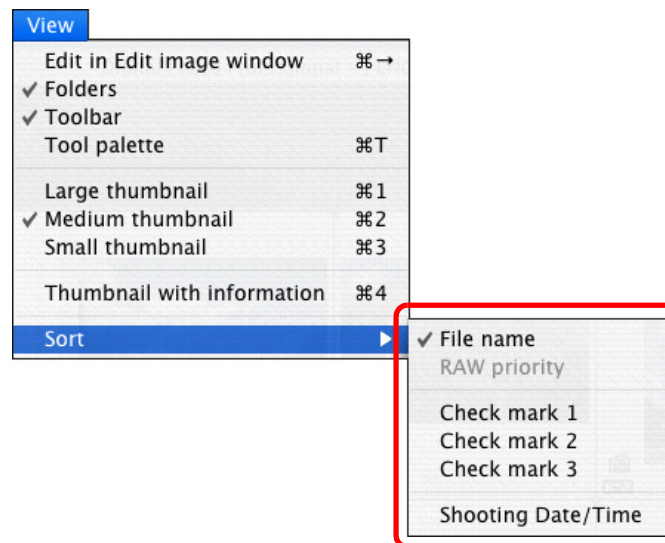 View
Edit in Edit image window ⌘→
✓ Folders
✓ Toolbar
Tool palette ⌘T
Large thumbnail ⌘1
✓ Medium thumbnail ⌘2
Small thumbnail ⌘3
Thumbnail with information ⌘4
Sort ▶
✓ File name
RAW priority
Check mark 1
Check mark 2
Check mark 3
Shooting Date/Time